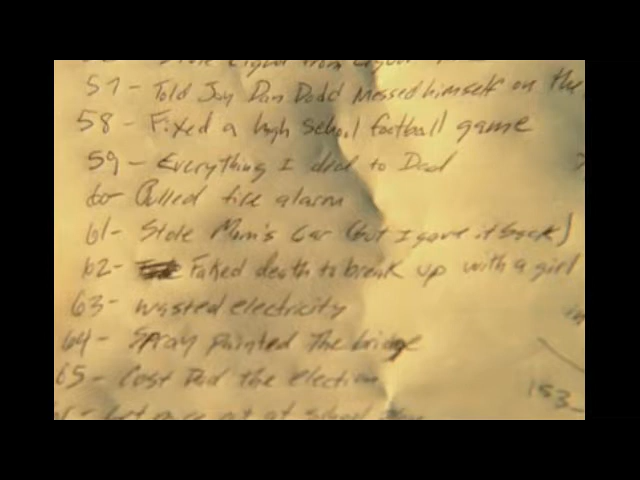 57 - Told Joy Dan Dodd messed himself on the
58 - Fixed a high school football game
59 - Everything I did to Dad
60- Pulled fire alarm
61- Stole Mom's car (but I gave it back)
62- Faked death to break up with a girl
63- wasted electricity
64- Spray painted the bridge
65- Cost Dad the election
at school
153-